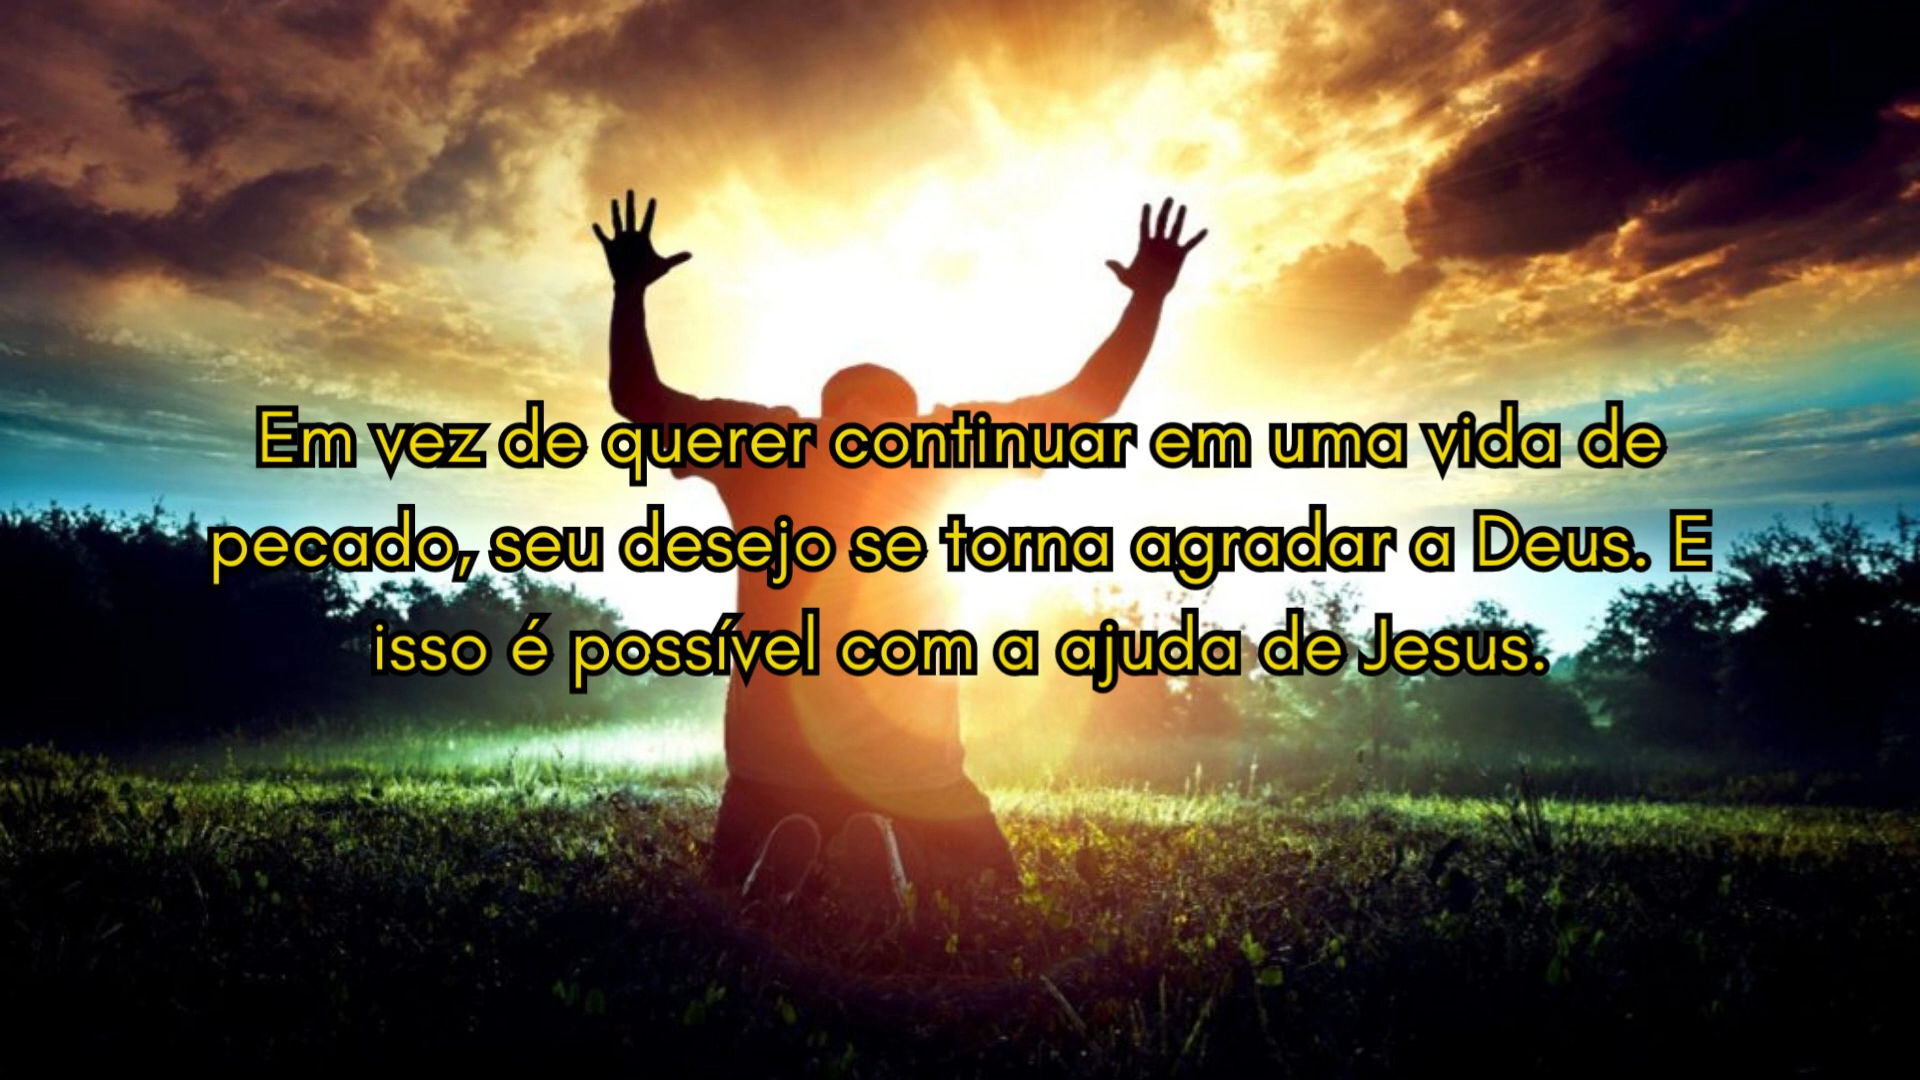 Em vez de querer continuar em uma vida de
pecado, seu desejo se torna agradar a Deus. E
isso é possível com a ajuda de Jesus.